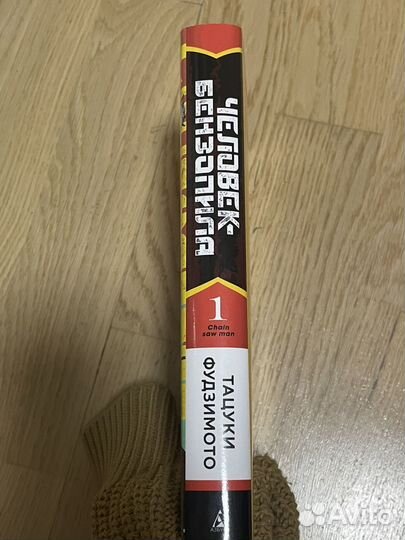 ЧЕЛОВЕК-
БЕНЗОПИЛА
1
Chain
saw man
ТАЦУКИ
ФУДЗИМОТО
Avito